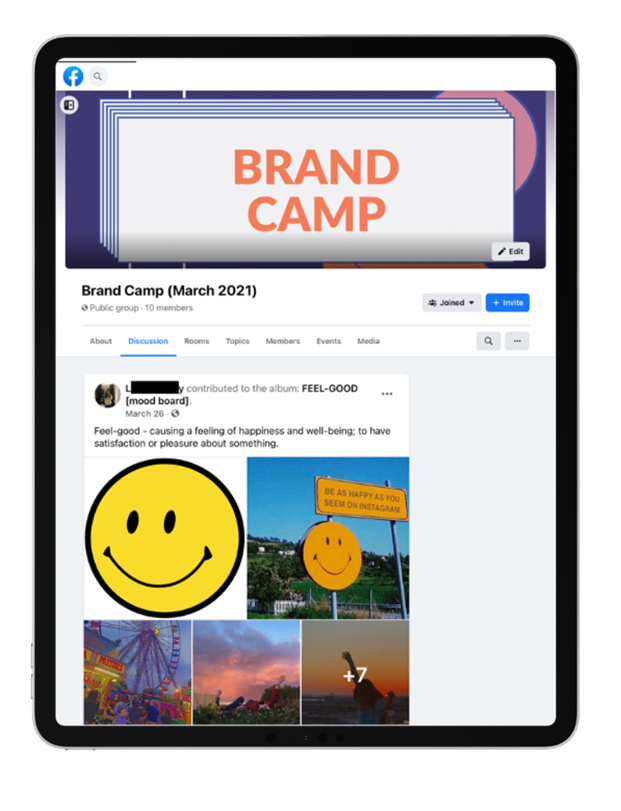 BRAND
CAMP
Edit
Brand Camp (March 2021)
Public group · 10 members
Joined
+ Invite
About Discussion Rooms Topics Members Events Media
L y contributed to the album: FEEL-GOOD
[mood board].
March 26 ·
Feel-good - causing a feeling of happiness and well-being; to have
satisfaction or pleasure about something.
BE AS HAPPY AS YOU
SEEM ON INSTAGRAM
PRETZELS
+7